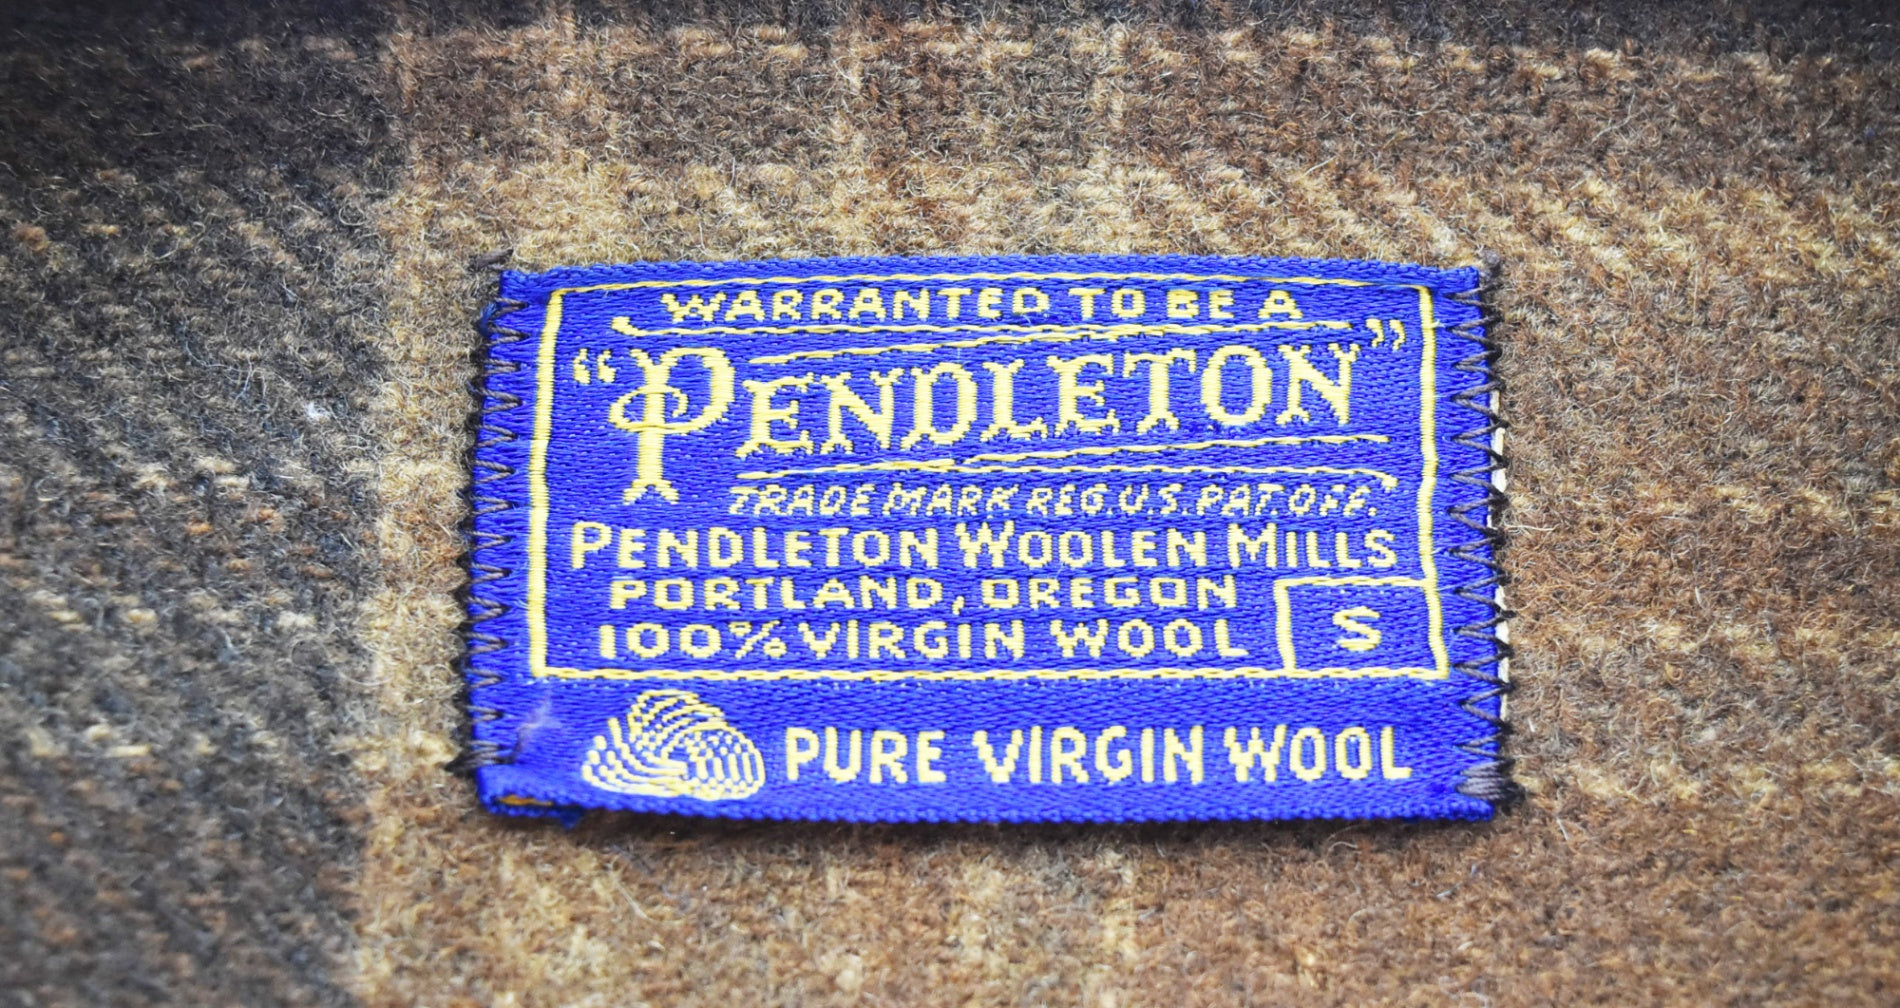 WARRANTED TO BE A
“PENDLETON”
TRADE MARK REG.U.S.PAT.OFF.
PENDLETON WOOLEN MILLS
PORTLAND, OREGON
100% VIRGIN WOOL
S
PURE VIRGIN WOOL